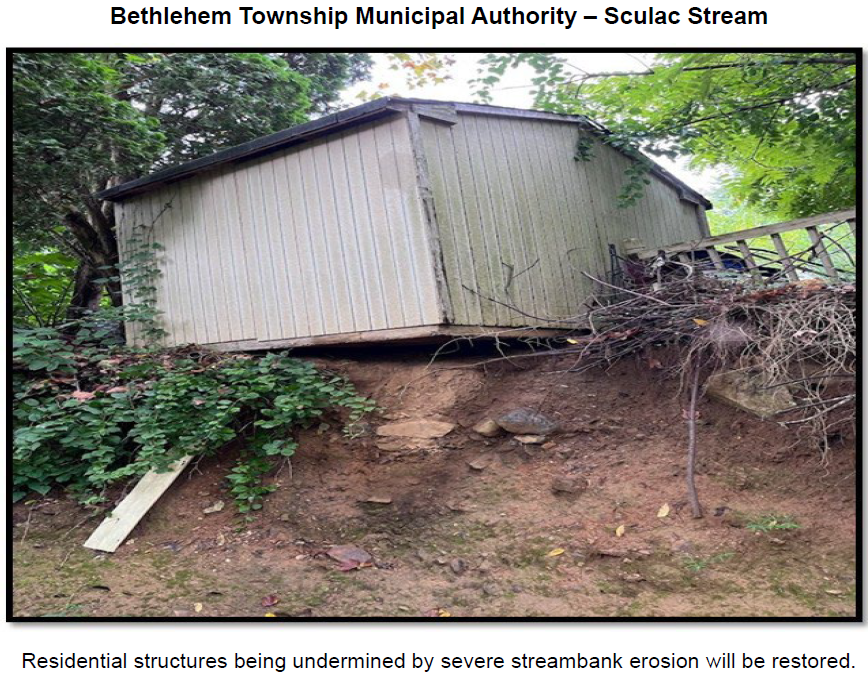 Bethlehem Township Municipal Authority – Sculac Stream
Residential structures being undermined by severe streambank erosion will be restored.